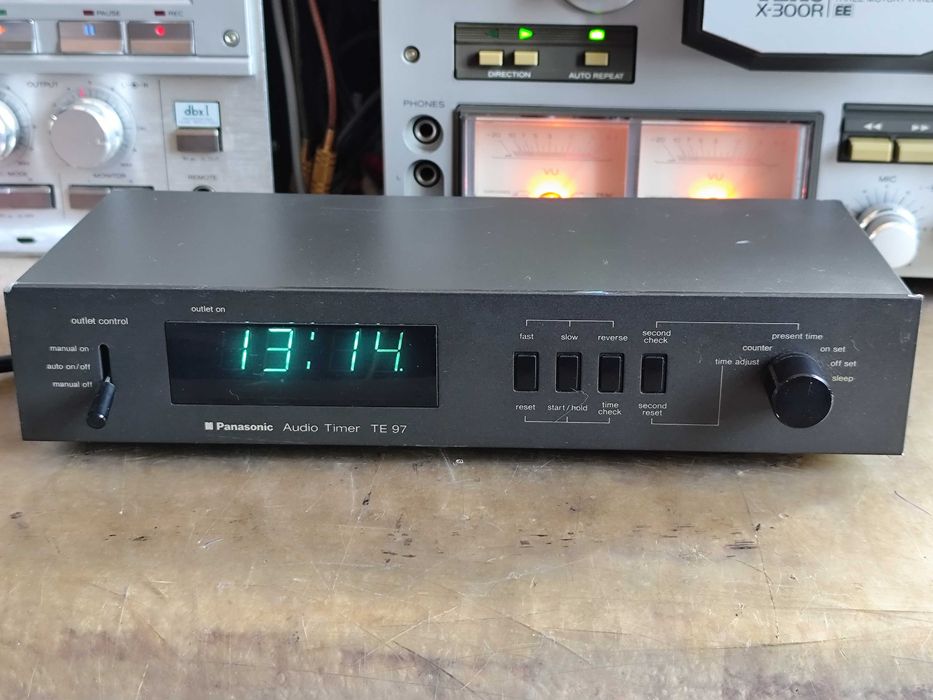 PAUSE
REC
OUTPUT
L R
dbx I
MODE
MONITOR
REMOTE
X-300R EE
DIRECTION
AUTO REPEAT
PHONES
VU
VU
MRC
outlet control
manual on
auto on/off
manual off
outlet on
13:14.
Panasonic Audio Timer TE 97
fast
slow
reverse
second
check
reset
start/hold
time
check
second
reset
present time
counter
on set
time adjust
off set
sleep